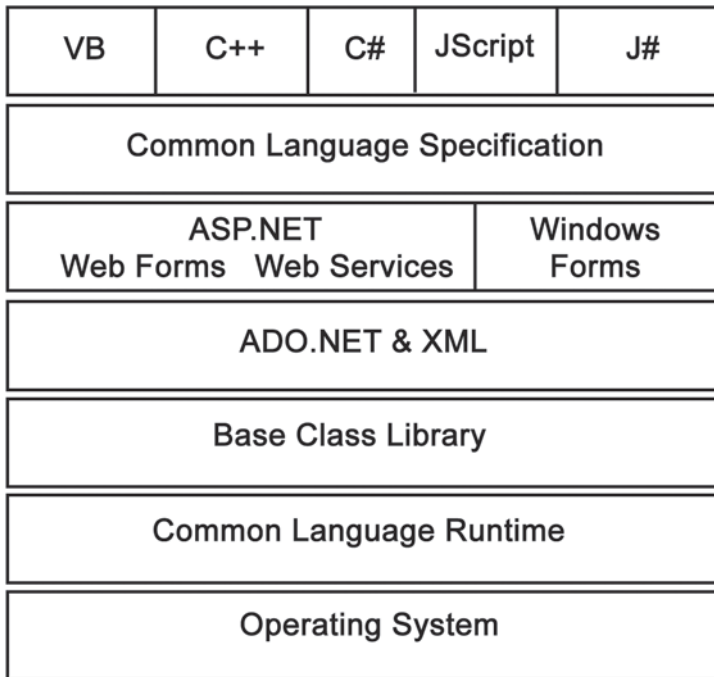 VB C++ C# JScript J#
Common Language Specification
ASP.NET Windows
Web Forms Web Services Forms
ADO.NET & XML
Base Class Library
Common Language Runtime
Operating System